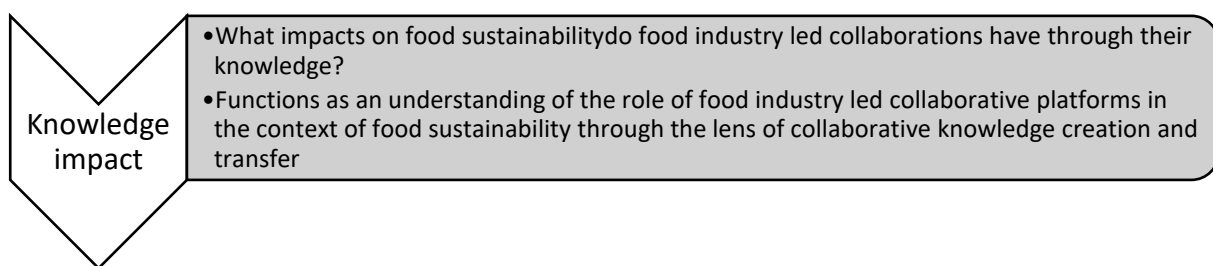 Knowledge
impact
•What impacts on food sustainabilitydo food industry led collaborations have through their
knowledge?
•Functions as an understanding of the role of food industry led collaborative platforms in
the context of food sustainability through the lens of collaborative knowledge creation and
transfer